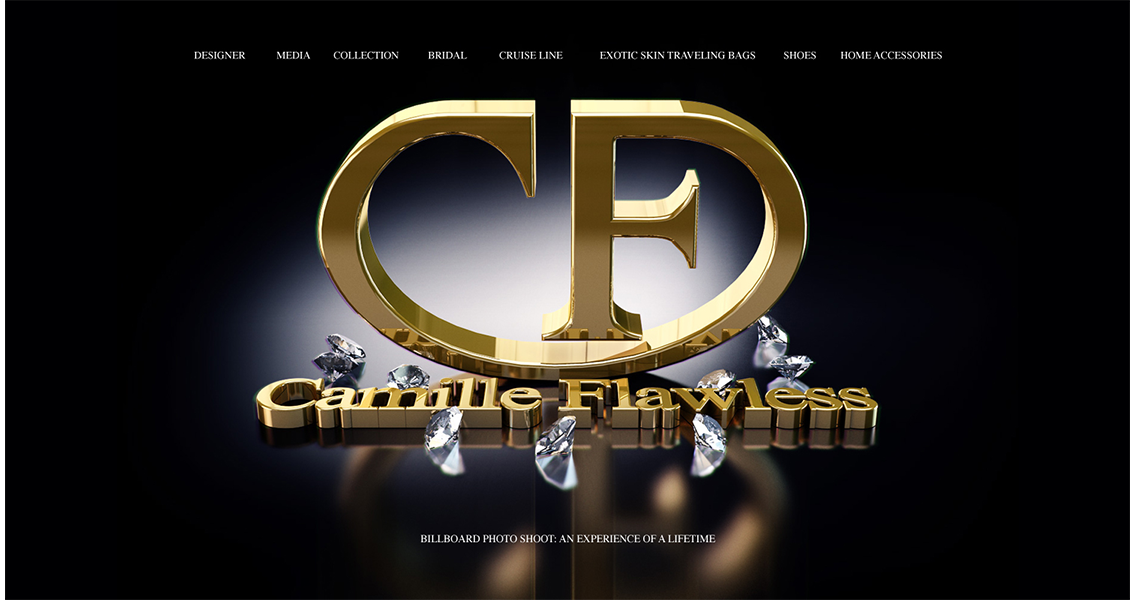 DESIGNER MEDIA COLLECTION BRIDAL CRUISE LINE EXOTIC SKIN TRAVELING BAGS SHOES HOME ACCESSORIES
CF
Camille Flawless
BILLBOARD PHOTO SHOOT: AN EXPERIENCE OF A LIFETIME